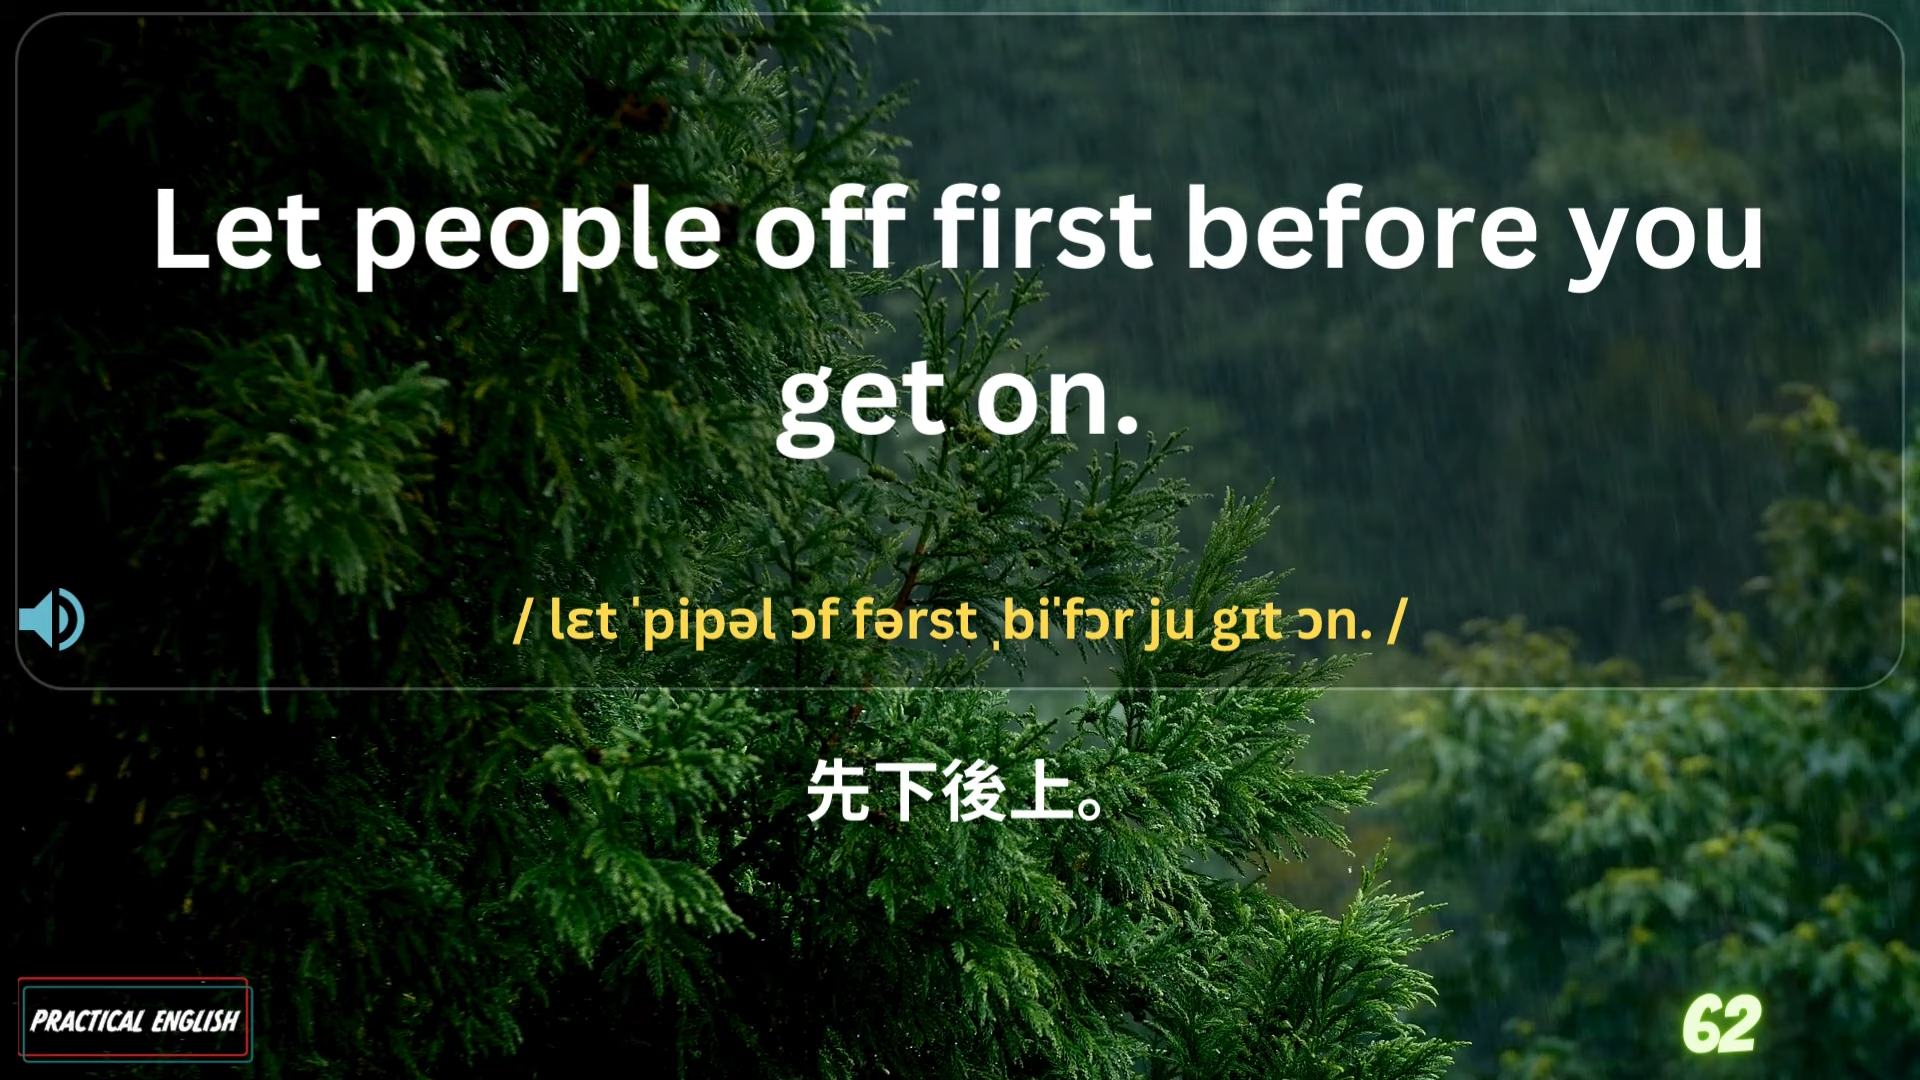 Let people off first before you
get on.
/ lɛt ˈpipəl ɔf fərst ˌbiˈfɔr ju gɪt ɔn. /
先下後上。
PRACTICAL ENGLISH
62